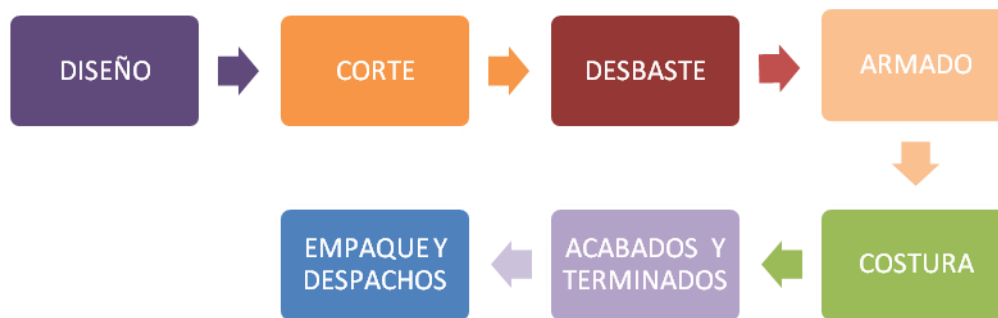 DISEÑO
CORTE
DESBASTE
ARMADO
COSTURA
ACABADOS Y
TERMINADOS
EMPAQUE Y
DESPACHOS